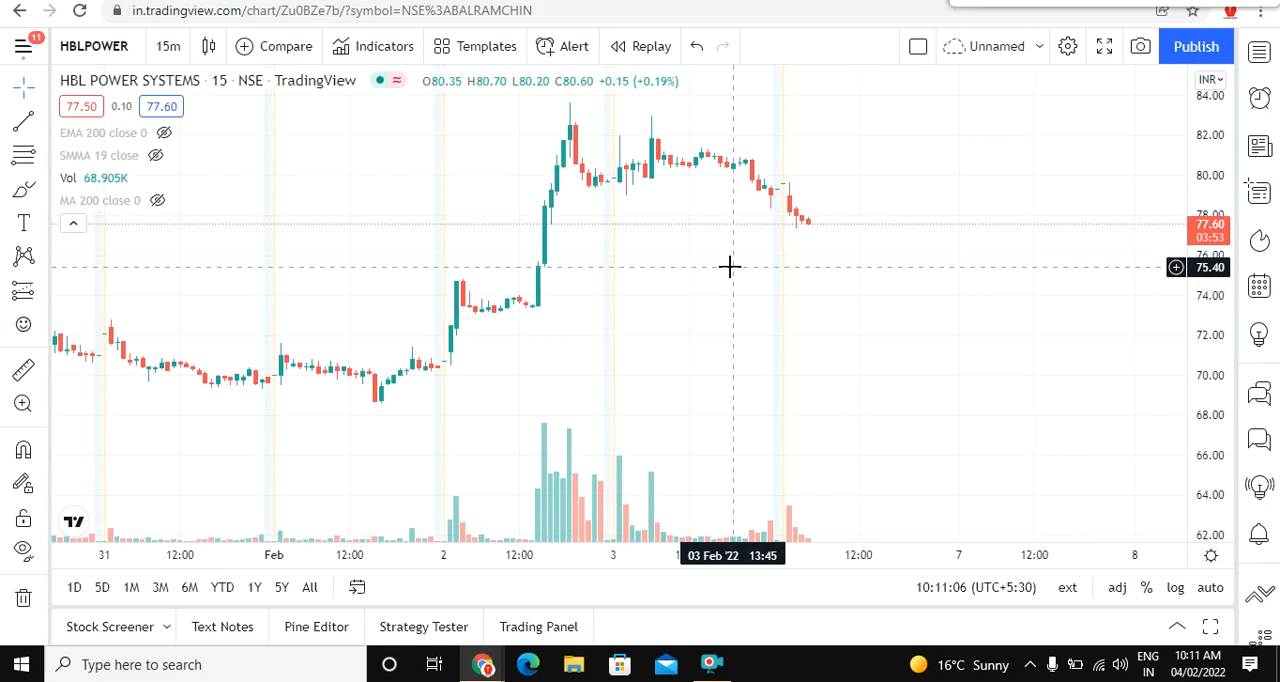 in.tradingview.com/chart/Zu0BZe7b/?symbol=NSE%3ABALRAMCHIN
11
HBLPOWER 15m Compare Indicators Templates Alert Replay Unnamed Publish
HBL POWER SYSTEMS · 15 · NSE · TradingView O80.35 H80.70 L80.20 C80.60 +0.15 (+0.19%)
INR
77.50 0.10 77.60
84.00
EMA 200 close 0
82.00
SMMA 19 close
Vol 68.905K
80.00
MA 200 close 0
78.00
77.60
03:53
76.00
75.40
74.00
72.00
70.00
68.00
66.00
64.00
62.00
31 12:00 Feb 12:00 2 12:00 3 03 Feb '22 13:45 12:00 7 12:00 8
1D 5D 1M 3M 6M YTD 1Y 5Y All 10:11:06 (UTC+5:30) ext adj % log auto
Stock Screener Text Notes Pine Editor Strategy Tester Trading Panel
Type here to search 16°C Sunny ENG IN 10:11 AM 04/02/2022